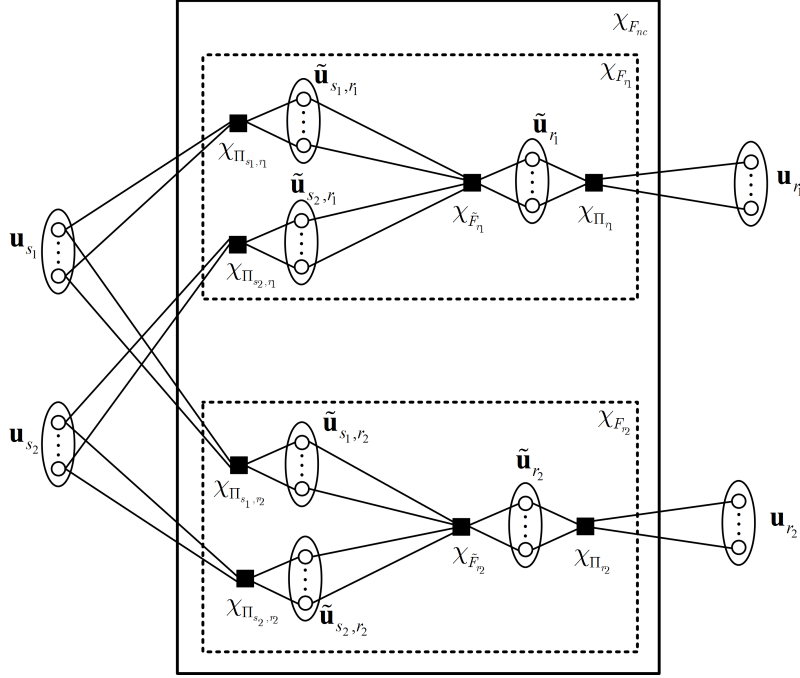 χ_{F_{nc}}
χ_{F_{r_1}}
ũ_{s_1,r_1}
χ_{Π_{s_1,r_1}}
ũ_{r_1}
u_{r_1}
ũ_{s_2,r_1}
χ_{F̃_{r_1}}
χ_{Π_{r_1}}
u_{s_1}
χ_{Π_{s_2,r_1}}
χ_{F_{r_2}}
ũ_{s_1,r_2}
u_{s_2}
ũ_{r_2}
χ_{Π_{s_1,r_2}}
u_{r_2}
χ_{F̃_{r_2}}
χ_{Π_{r_2}}
χ_{Π_{s_2,r_2}}
ũ_{s_2,r_2}